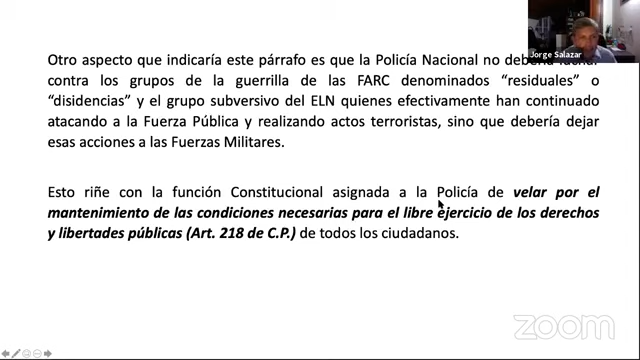 Jorge Salazar
Otro aspecto que indicaría este párrafo es que la Policía Nacional no debería
contra los grupos de la guerrilla de las FARC denominados “residuales” o
“disidencias” y el grupo subversivo del ELN quienes efectivamente han continuado
atacando a la Fuerza Pública y realizando actos terroristas, sino que debería dejar
esas acciones a las Fuerzas Militares.
Esto riñe con la función Constitucional asignada a la Policía de velar por el
mantenimiento de las condiciones necesarias para el libre ejercicio de los derechos
y libertades públicas (Art. 218 de C.P.) de todos los ciudadanos.
zoom